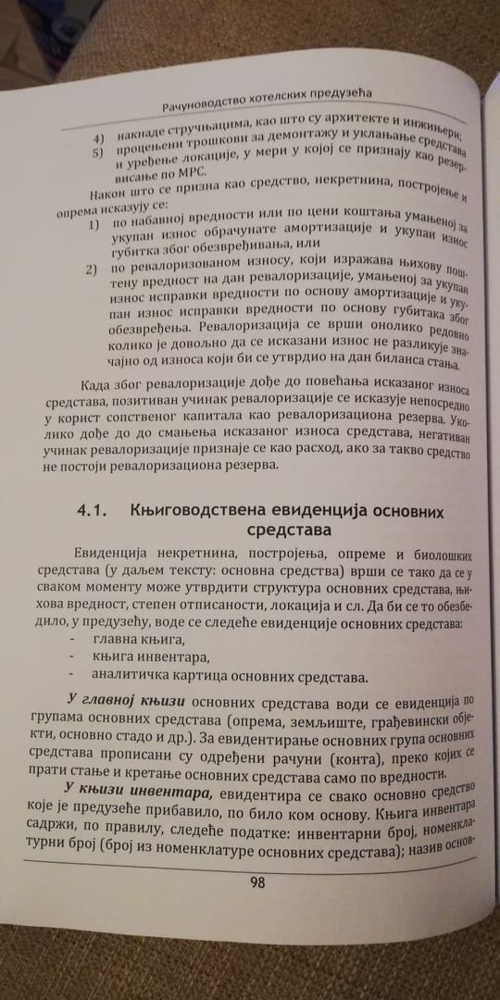 Рачуноводство хотелских предузећа
4) накнаде стручњацима, као што су архитекте и инжињери;
5) процењени трошкови за демонтажу и уклањање средстава
и уређење локације, у мери у којој се признају као резер-
висање по МРС.
Након што се призна као средство, некретнина, постројење и
опрема исказују се:
1) по набавној вредности или по цени коштања умањеној за
укупан износ обрачунате амортизације и укупан износ
губитка због обезвређивања, или
2) по ревалоризованом износу, који изражава њихову пош-
тену вредност на дан ревалоризације, умањеној за укупан
износ исправки вредности по основу амортизације и уку-
пан износ исправки вредности по основу губитака због
обезвређења. Ревалоризација се врши онолико редовно
колико је довољно да се исказани износ не разликује зна-
чајно од износа који би се утврдио на дан биланса стања.
Када због ревалоризације дође до повећања исказаног износа
средстава, позитиван учинак ревалоризације се исказује непосредно
у корист сопственог капитала као ревалоризациона резерва. Уко-
лико дође до до смањења исказаног износа средстава, негативан
учинак ревалоризације признаје се као расход, ако за такво средство
не постоји ревалоризациона резерва.
4.1. Књиговодствена евиденција основних
средстава
Евиденција некретнина, постројења, опреме и биолошких
средстава (у даљем тексту: основна средства) врши се тако да се у
сваком моменту може утврдити структура основних средстава, њи-
хова вредност, степен отписаности, локација и сл. Да би се то обезбе-
дило, у предузећу, воде се следеће евиденције основних средстава:
- главна књига,
- књига инвентара,
- аналитичка картица основних средстава.
У главној књизи основних средстава води се евиденција по
групама основних средстава (опрема, земљиште, грађевински обје-
кти, основно стадо и др.). За евидентирање основних група основних
средстава прописани су одређени рачуни (конта), преко којих се
прати стање и кретање основних средстава само по вредности.
У књизи инвентара, евидентира се свако основно средство
које је предузеће прибавило, по било ком основу. Књига инвентара
садржи, по правилу, следеће податке: инвентарни број, номенкла-
турни број (број из номенклатуре основних средстава); назив основ-
98